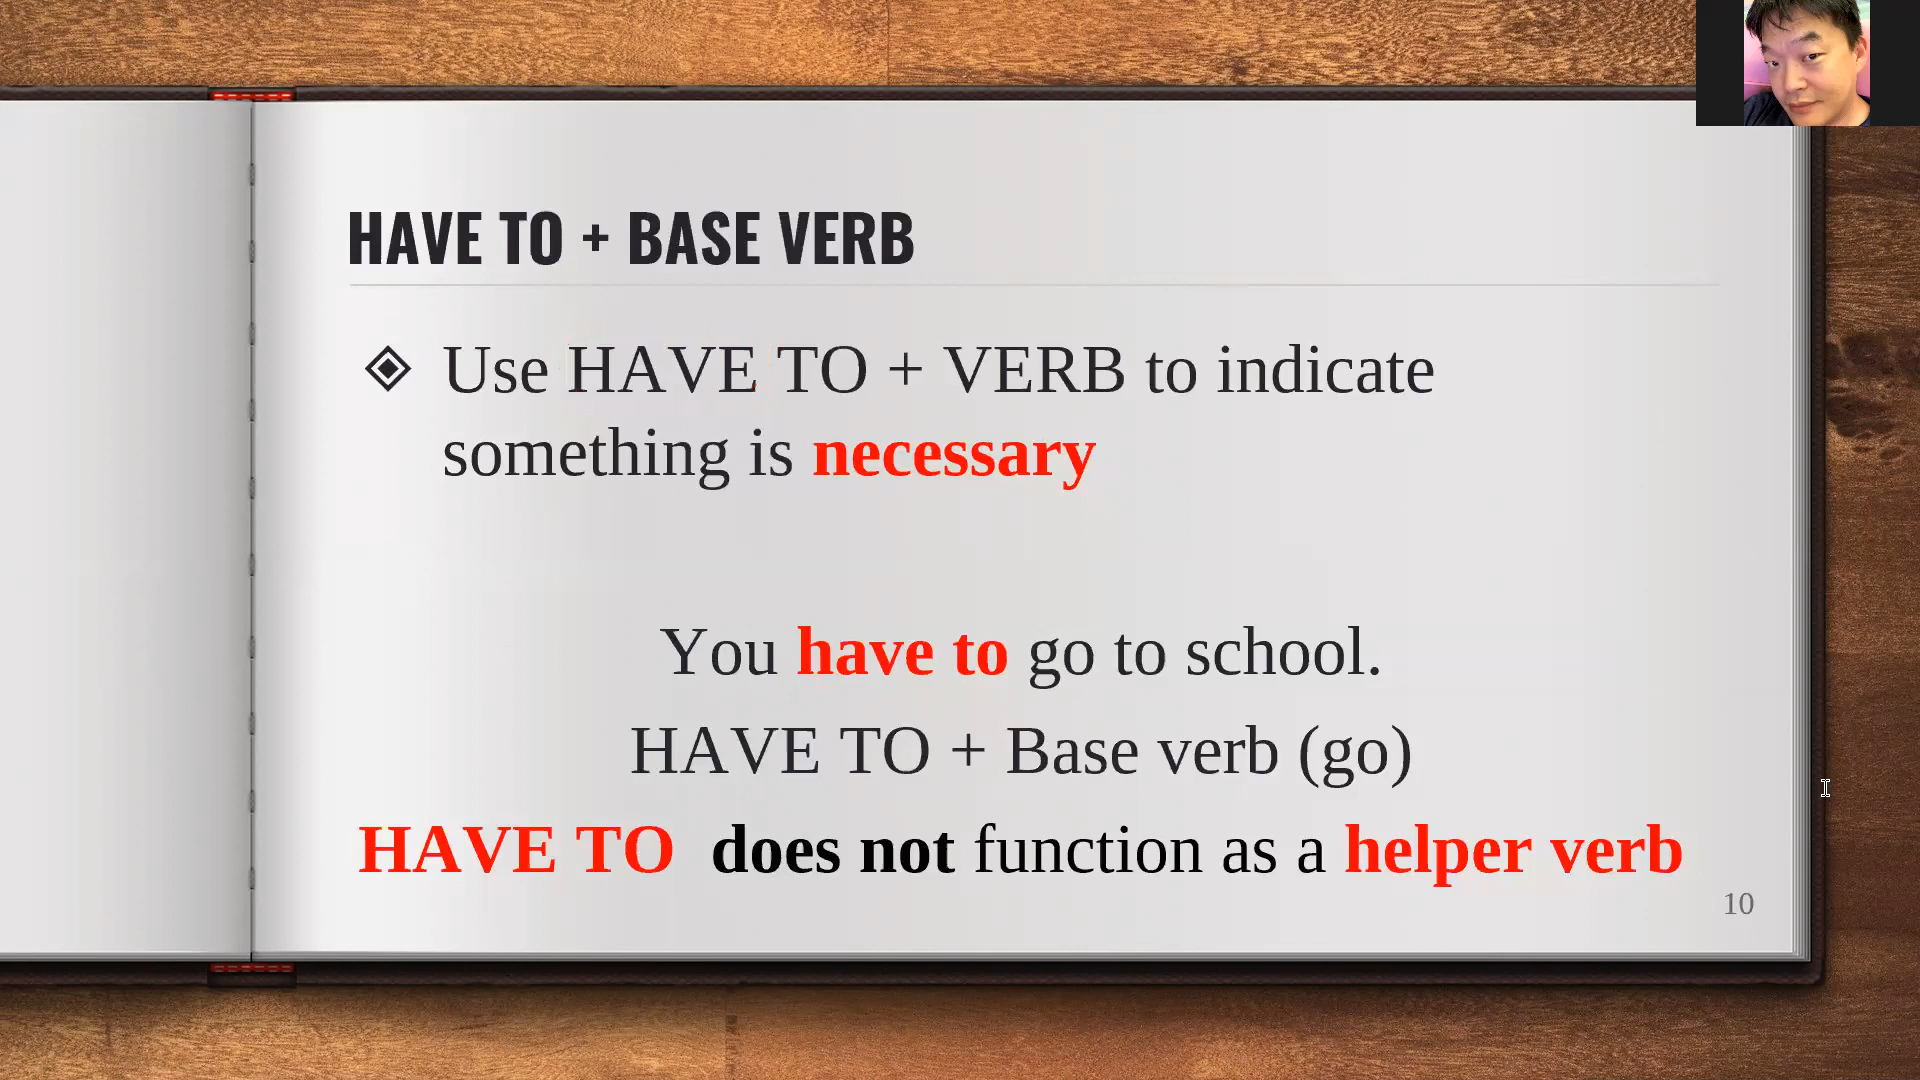 HAVE TO + BASE VERB
Use HAVE TO + VERB to indicate
something is necessary
You have to go to school.
HAVE TO + Base verb (go)
HAVE TO does not function as a helper verb
10